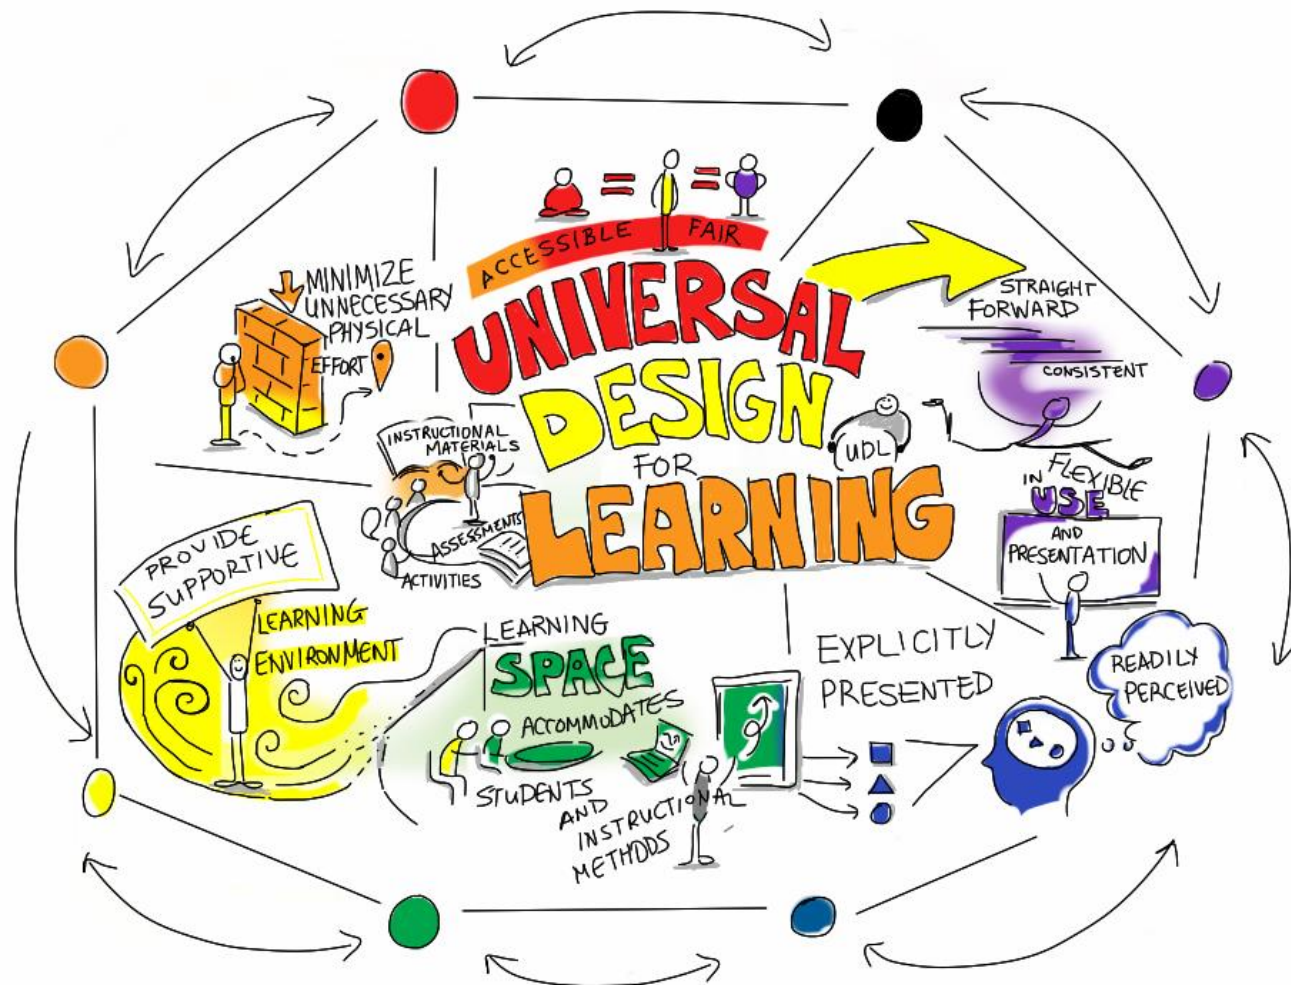 ACCESSIBLE FAIR
UNIVERSAL
DESIGN
FOR
LEARNING
UDL
MINIMIZE
UNNECESSARY
PHYSICAL
EFFORT
STRAIGHT
FORWARD
CONSISTENT
INSTRUCTIONAL
MATERIALS
ASSESSMENTS
ACTIVITIES
IN FLEXIBLE
USE
AND
PRESENTATION
PROVIDE
SUPPORTIVE
LEARNING
ENVIRONMENT
LEARNING
SPACE
ACCOMMODATES
STUDENTS
AND
INSTRUCTIONAL
METHODS
EXPLICITLY
PRESENTED
READILY
PERCEIVED